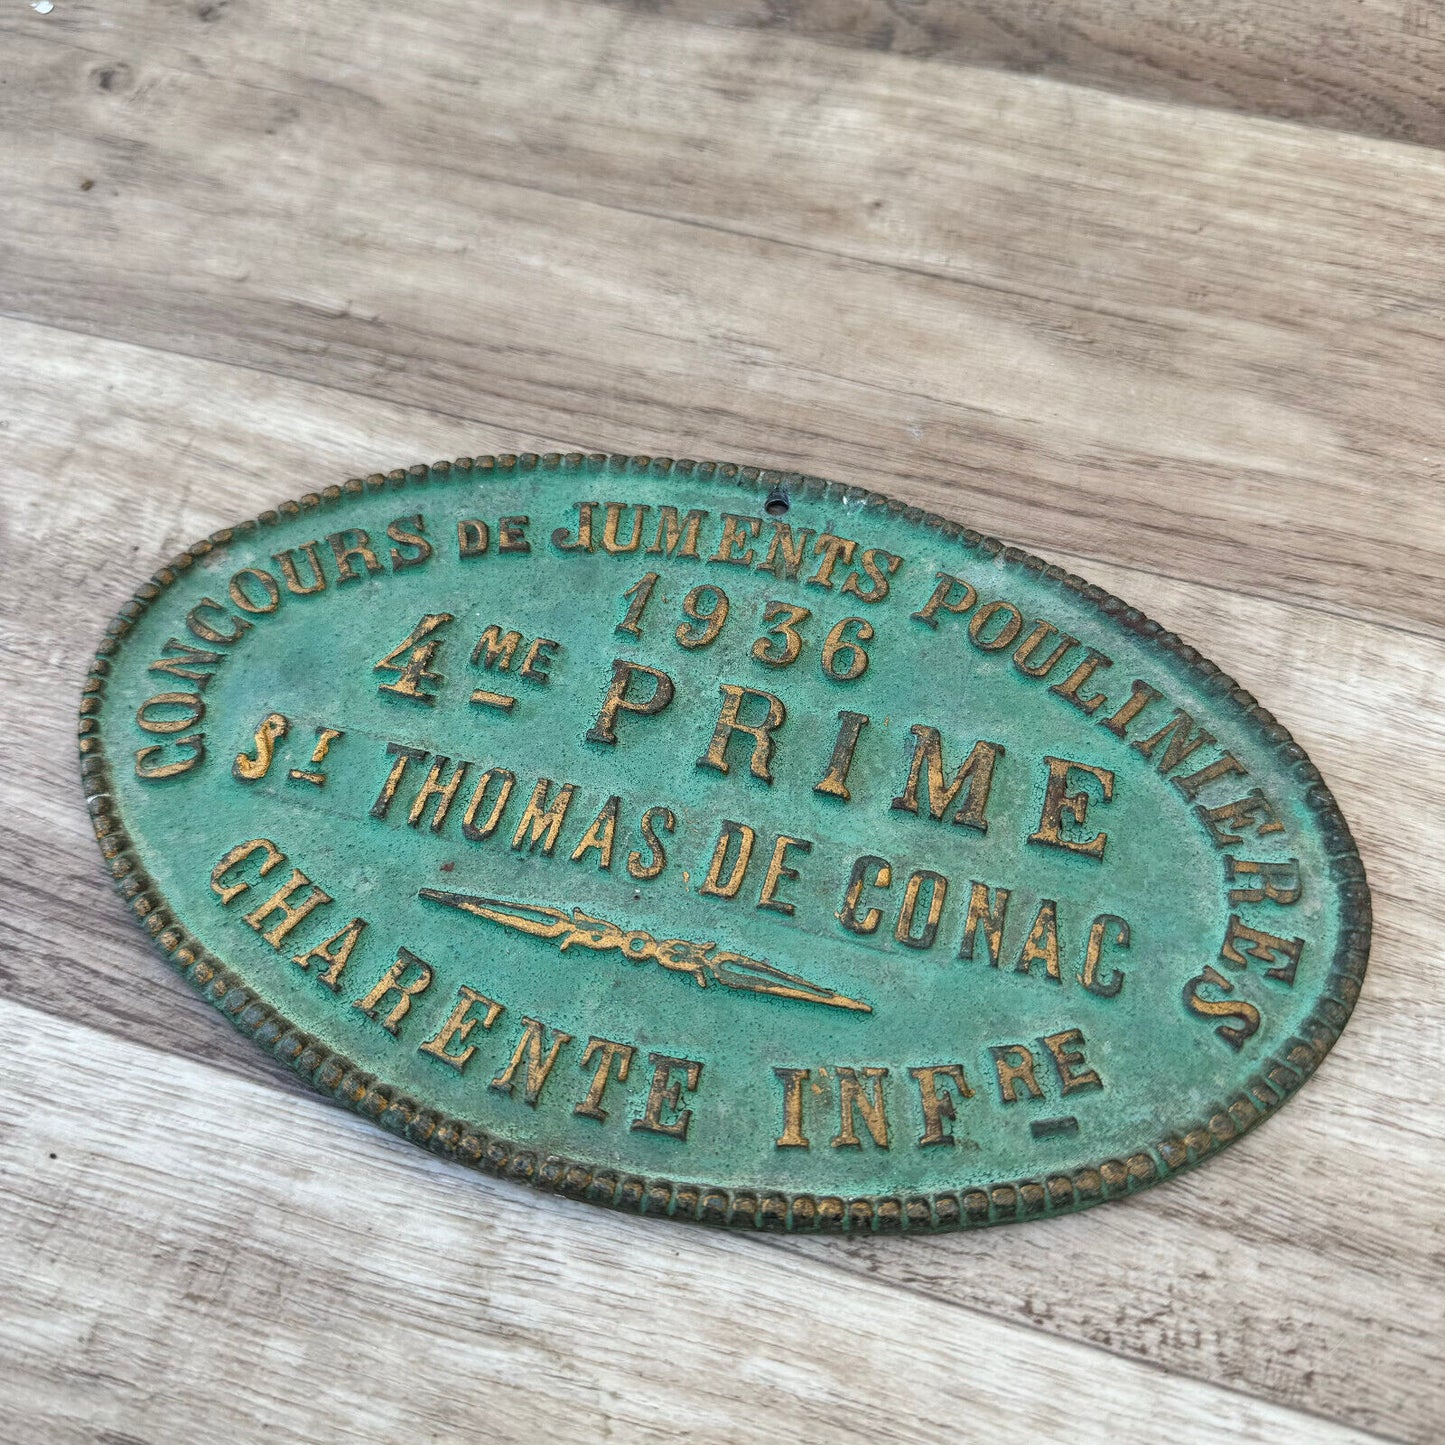 CONCOURS DE JUMENTS POULINIERES
1936
4ME PRIME
ST THOMAS DE CONAC
CHARENTE INFRE